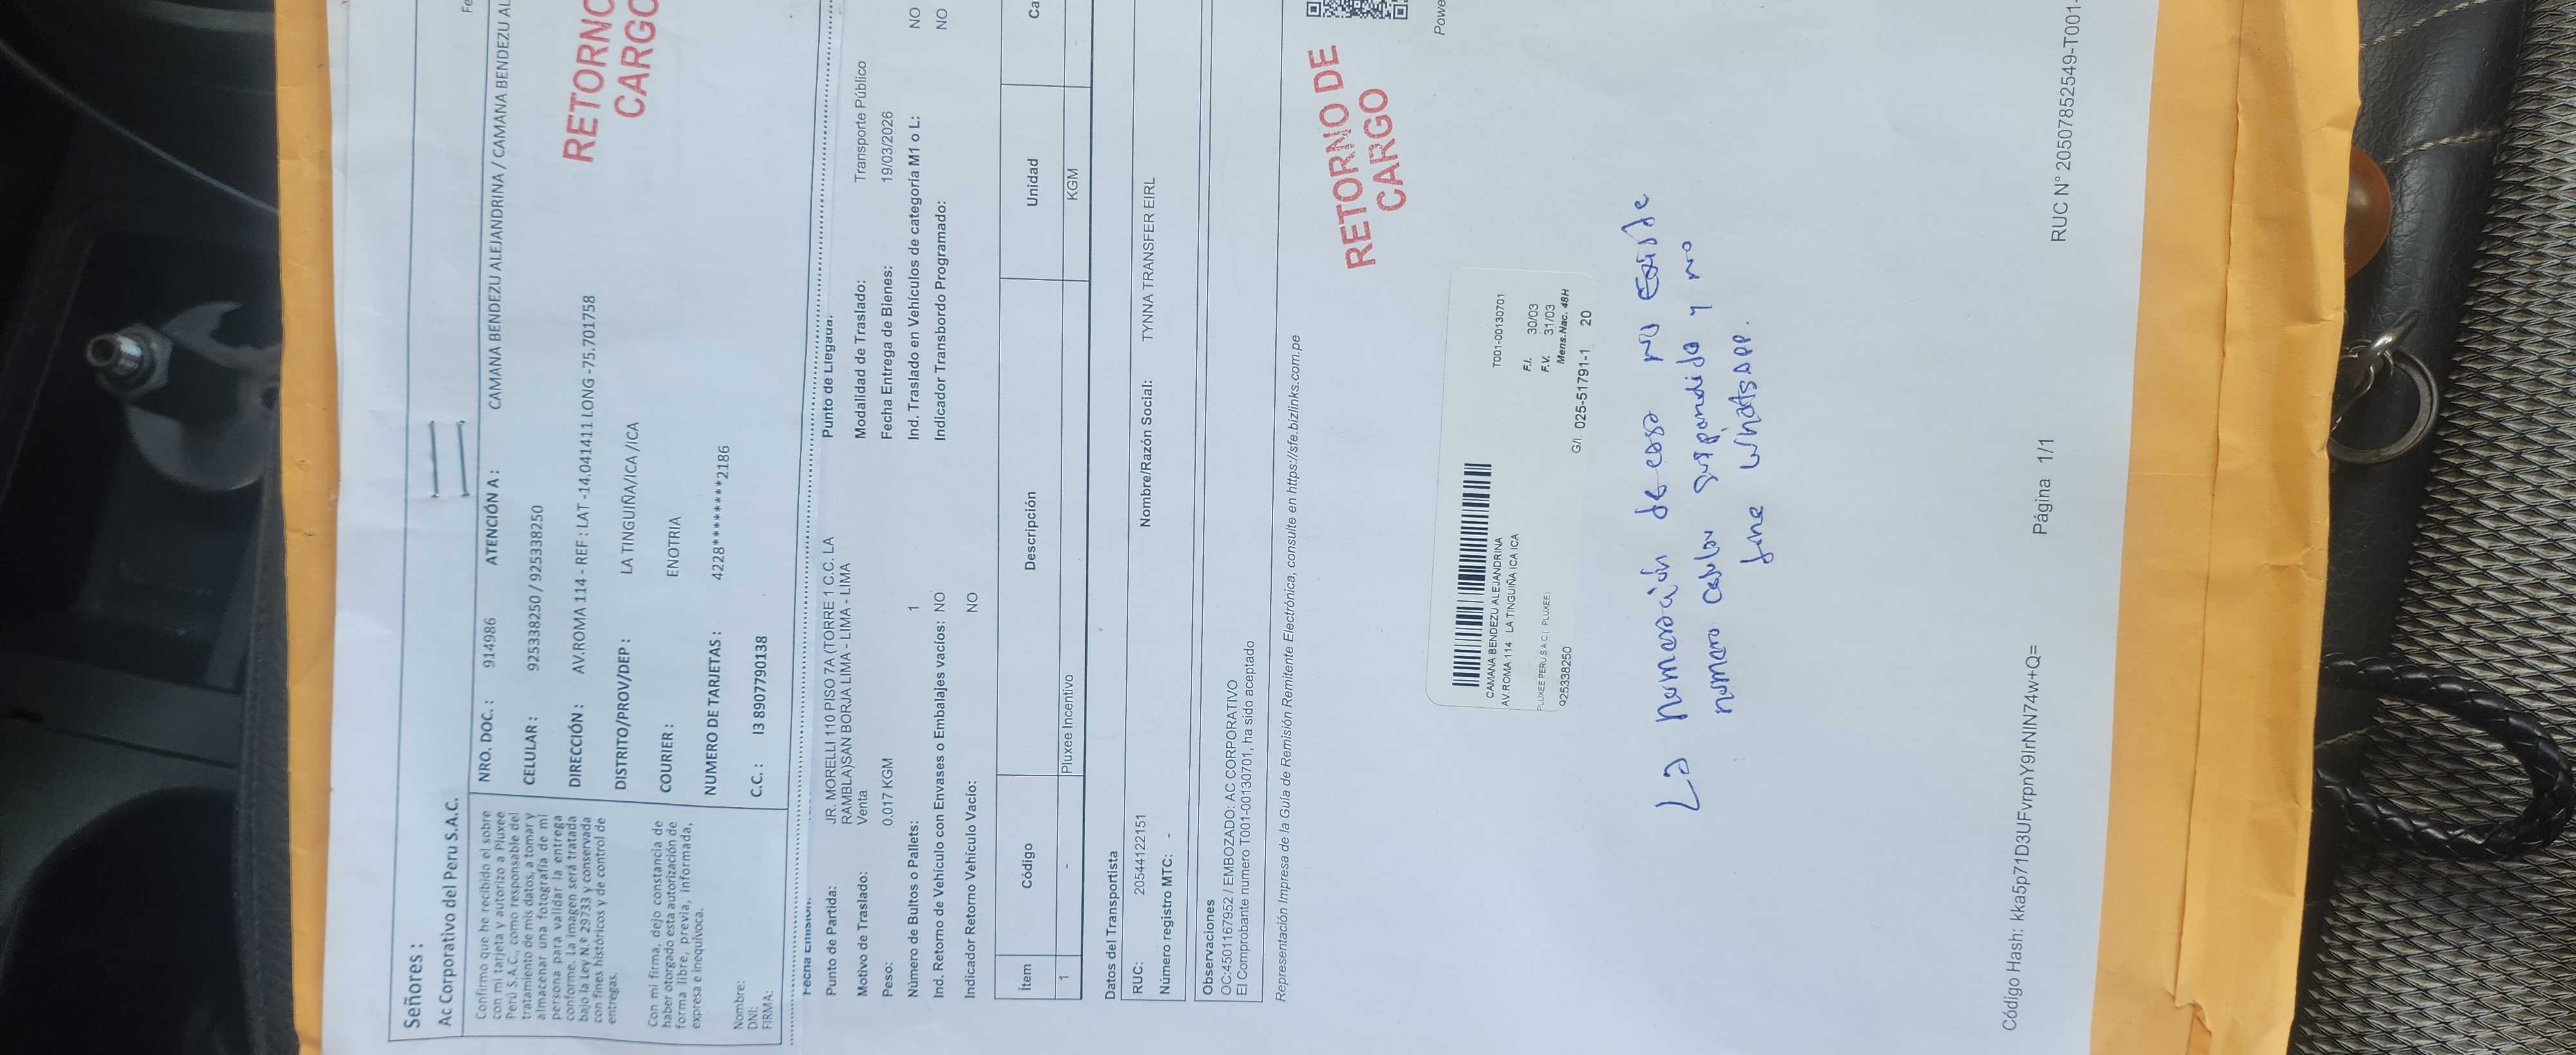 Señores :
Ac Corporativo del Peru S.A.C.
Confirmo que he recibido el sobre
con mi tarjeta y autorizo a Pluxee
Perú S.A.C., como responsable del
tratamiento de mis datos, a tomar y
almacenar una fotografía de mi
persona para validar la entrega
conforme. La imagen será tratada
bajo la Ley N.º 29733 y conservada
con fines históricos y de control de
entregas.
Con mi firma, dejo constancia de
haber otorgado esta autorización de
forma libre, previa, informada,
expresa e inequívoca.
Nombre:
DNI:
FIRMA:
NRO. DOC. : 914986 ATENCIÓN A : CAMANA BENDEZU ALEJANDRINA / CAMANA BENDEZU AL
CELULAR : 925338250 / 925338250
DIRECCIÓN : AV.ROMA 114 - REF : LAT -14.041411 LONG -75.701758
DISTRITO/PROV/DEP : LA TINGUIÑA/ICA /ICA
COURIER : ENOTRIA
NUMERO DE TARJETAS : 4228*********2186
C.C. : I3 8907790138
RETORNO
CARGO
Fecha Emisión:
Punto de Partida: JR. MORELLI 110 PISO 7A (TORRE 1 C.C. LA
RAMBLA)SAN BORJA LIMA - LIMA - LIMA
Punto de Llegada:
Motivo de Traslado: Venta
Modalidad de Traslado: Transporte Público
Peso: 0.017 KGM
Fecha Entrega de Bienes: 19/03/2026
Número de Bultos o Pallets: 1
Ind. Traslado en Vehículos de categoría M1 o L: NO
Ind. Retorno de Vehículo con Envases o Embalajes vacíos: NO
Indicador Transbordo Programado: NO
Indicador Retorno Vehículo Vacío: NO
Ítem Código Descripción Unidad Ca
1 - Pluxee Incentivo KGM
Datos del Transportista
RUC: 20544122151 Nombre/Razón Social: TYNNA TRANSFER EIRL
Número registro MTC: -
Observaciones
OC:4501167952 / EMBOZADO: AC CORPORATIVO
El Comprobante numero T001-00130701, ha sido aceptado
Representación Impresa de la Guía de Remisión Remitente Electrónica, consulte en https://sfe.bizlinks.com.pe
RETORNO DE
CARGO
Powe
CAMANA BENDEZU ALEJANDRINA T001-00130701
AV.ROMA 114 LA TINGUIÑA ICA ICA
F.I. 30/03
F.V. 31/03
PLUXEE PERU S.A.C | PLUXEE:
Mens.Nac. 48H
925338250
G/I. 025-51791-1 20
La numeración de casa no existe
numero celular suspendido y no
tine WhatsApp.
Código Hash: kka5p71D3UFvrpnY9IrNIN74w+Q=
Página 1/1
RUC N° 20507852549-T001-